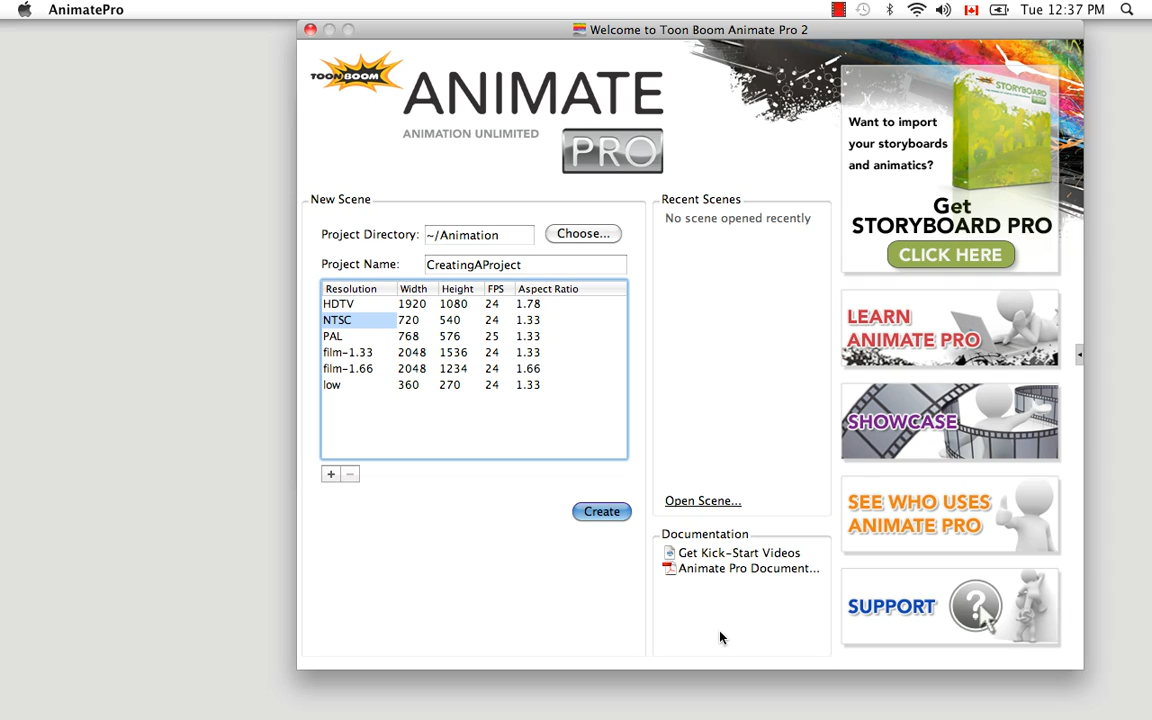 AnimatePro
Tue 12:37 PM
Welcome to Toon Boom Animate Pro 2
TOON BOOM
ANIMATE
ANIMATION UNLIMITED
PRO
New Scene
Project Directory: ~/Animation Choose...
Project Name: CreatingAProject
Resolution Width Height FPS Aspect Ratio
HDTV 1920 1080 24 1.78
NTSC 720 540 24 1.33
PAL 768 576 25 1.33
film-1.33 2048 1536 24 1.33
film-1.66 2048 1234 24 1.66
low 360 270 24 1.33
+ −
Create
Recent Scenes
No scene opened recently
Open Scene...
Documentation
Get Kick-Start Videos
Animate Pro Document...
STORYBOARD
PRO
Want to import
your storyboards
and animatics?
Get
STORYBOARD PRO
CLICK HERE
LEARN
ANIMATE PRO
SHOWCASE
SEE WHO USES
ANIMATE PRO
SUPPORT
?